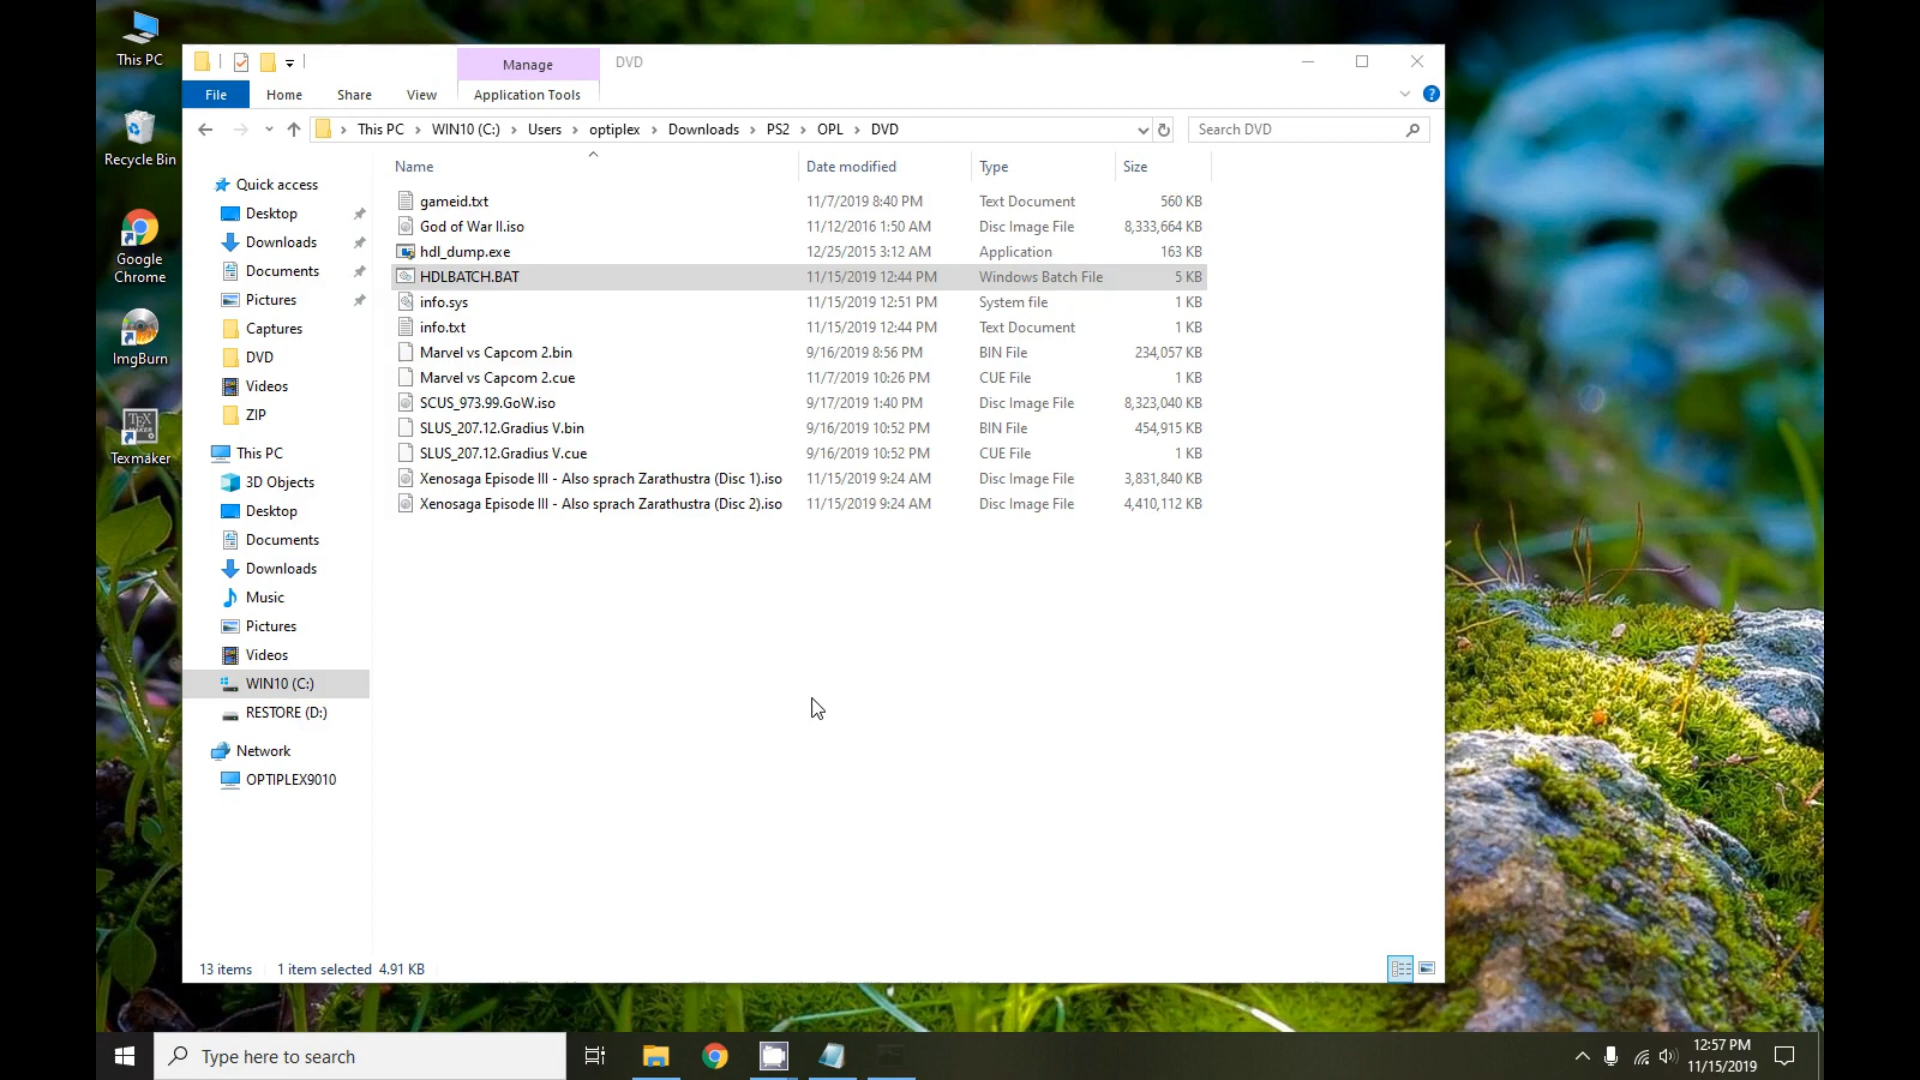 This PC
Recycle Bin
Google
Chrome
ImgBurn
TEX
MAKER
Texmaker
Manage
DVD
File
Home
Share
View
Application Tools
This PC
WIN10 (C:)
Users
optiplex
Downloads
PS2
OPL
DVD
Search DVD
Quick access
Desktop
Downloads
Documents
Pictures
Captures
DVD
Videos
ZIP
This PC
3D Objects
Desktop
Documents
Downloads
Music
Pictures
Videos
WIN10 (C:)
RESTORE (D:)
Network
OPTIPLEX9010
Name Date modified Type Size
gameid.txt 11/7/2019 8:40 PM Text Document 560 KB
God of War II.iso 11/12/2016 1:50 AM Disc Image File 8,333,664 KB
hdl_dump.exe 12/25/2015 3:12 AM Application 163 KB
HDLBATCH.BAT 11/15/2019 12:44 PM Windows Batch File 5 KB
info.sys 11/15/2019 12:51 PM System file 1 KB
info.txt 11/15/2019 12:44 PM Text Document 1 KB
Marvel vs Capcom 2.bin 9/16/2019 8:56 PM BIN File 234,057 KB
Marvel vs Capcom 2.cue 11/7/2019 10:26 PM CUE File 1 KB
SCUS_973.99.GoW.iso 9/17/2019 1:40 PM Disc Image File 8,323,040 KB
SLUS_207.12.Gradius V.bin 9/16/2019 10:52 PM BIN File 454,915 KB
SLUS_207.12.Gradius V.cue 9/16/2019 10:52 PM CUE File 1 KB
Xenosaga Episode III - Also sprach Zarathustra (Disc 1).iso 11/15/2019 9:24 AM Disc Image File 3,831,840 KB
Xenosaga Episode III - Also sprach Zarathustra (Disc 2).iso 11/15/2019 9:24 AM Disc Image File 4,410,112 KB
13 items 1 item selected 4.91 KB
Type here to search
12:57 PM
11/15/2019